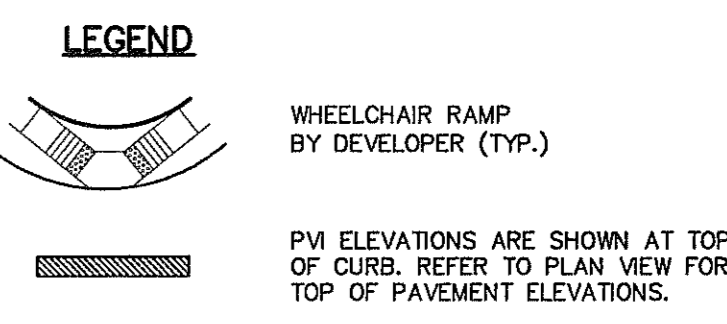 LEGEND
WHEELCHAIR RAMP
BY DEVELOPER (TYP.)
PVI ELEVATIONS ARE SHOWN AT TOP
OF CURB. REFER TO PLAN VIEW FOR
TOP OF PAVEMENT ELEVATIONS.